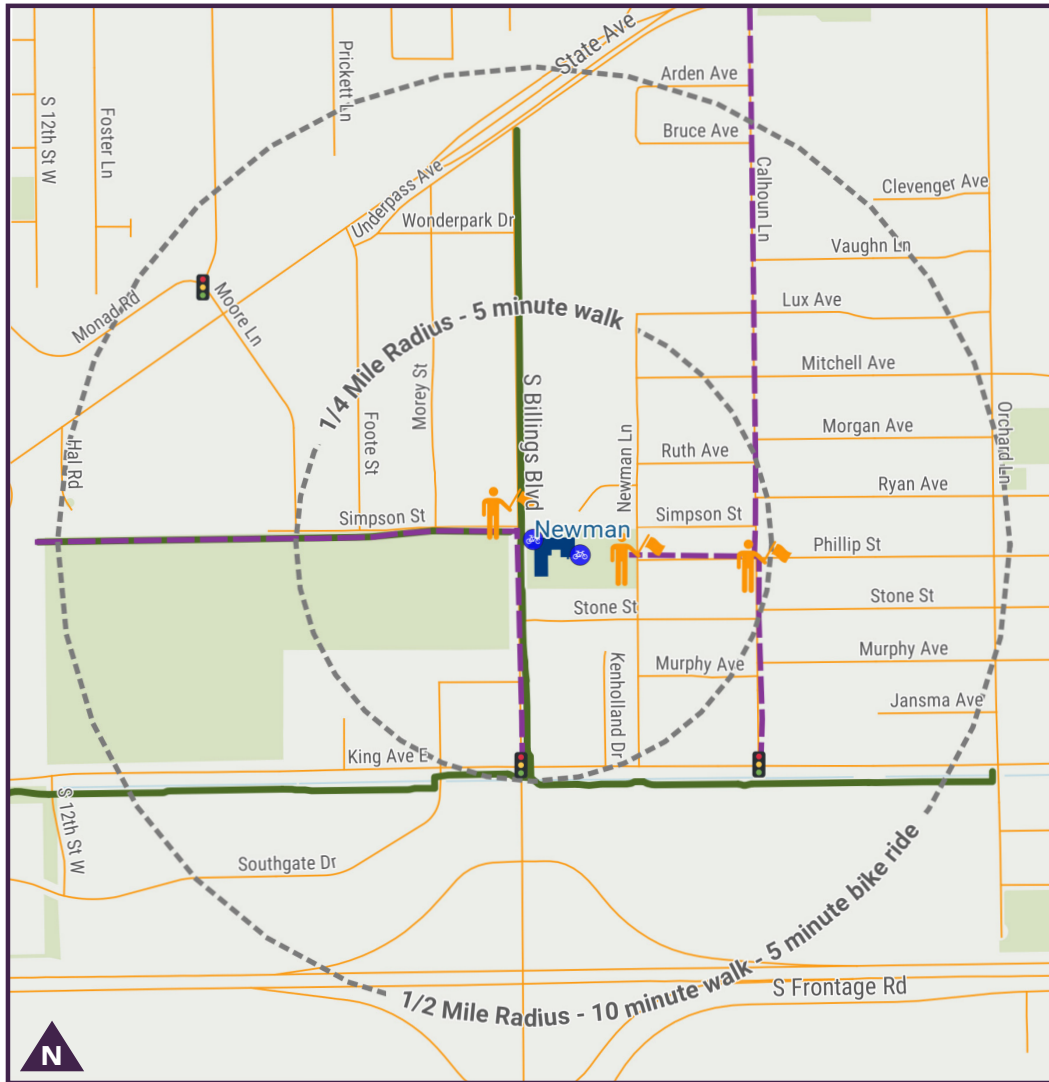 State Ave
Prickett Ln
Arden Ave
S 12th St W
Foster Ln
Bruce Ave
Underpass Ave
Calhoun Ln
Clevenger Ave
Wonderpark Dr
Vaughn Ln
Monad Rd
Moore Ln
Lux Ave
1/4 Mile Radius - 5 minute walk
Mitchell Ave
Morey St
Foote St
S Billings Blvd
Newman Ln
Orchard Ln
Morgan Ave
Hal Rd
Ruth Ave
Ryan Ave
Simpson St
Simpson St
Newman
Phillip St
Stone St
Stone St
Kenholland Dr
Murphy Ave
Murphy Ave
Jansma Ave
King Ave E
S 12th St W
Southgate Dr
1/2 Mile Radius - 10 minute walk - 5 minute bike ride
S Frontage Rd
N